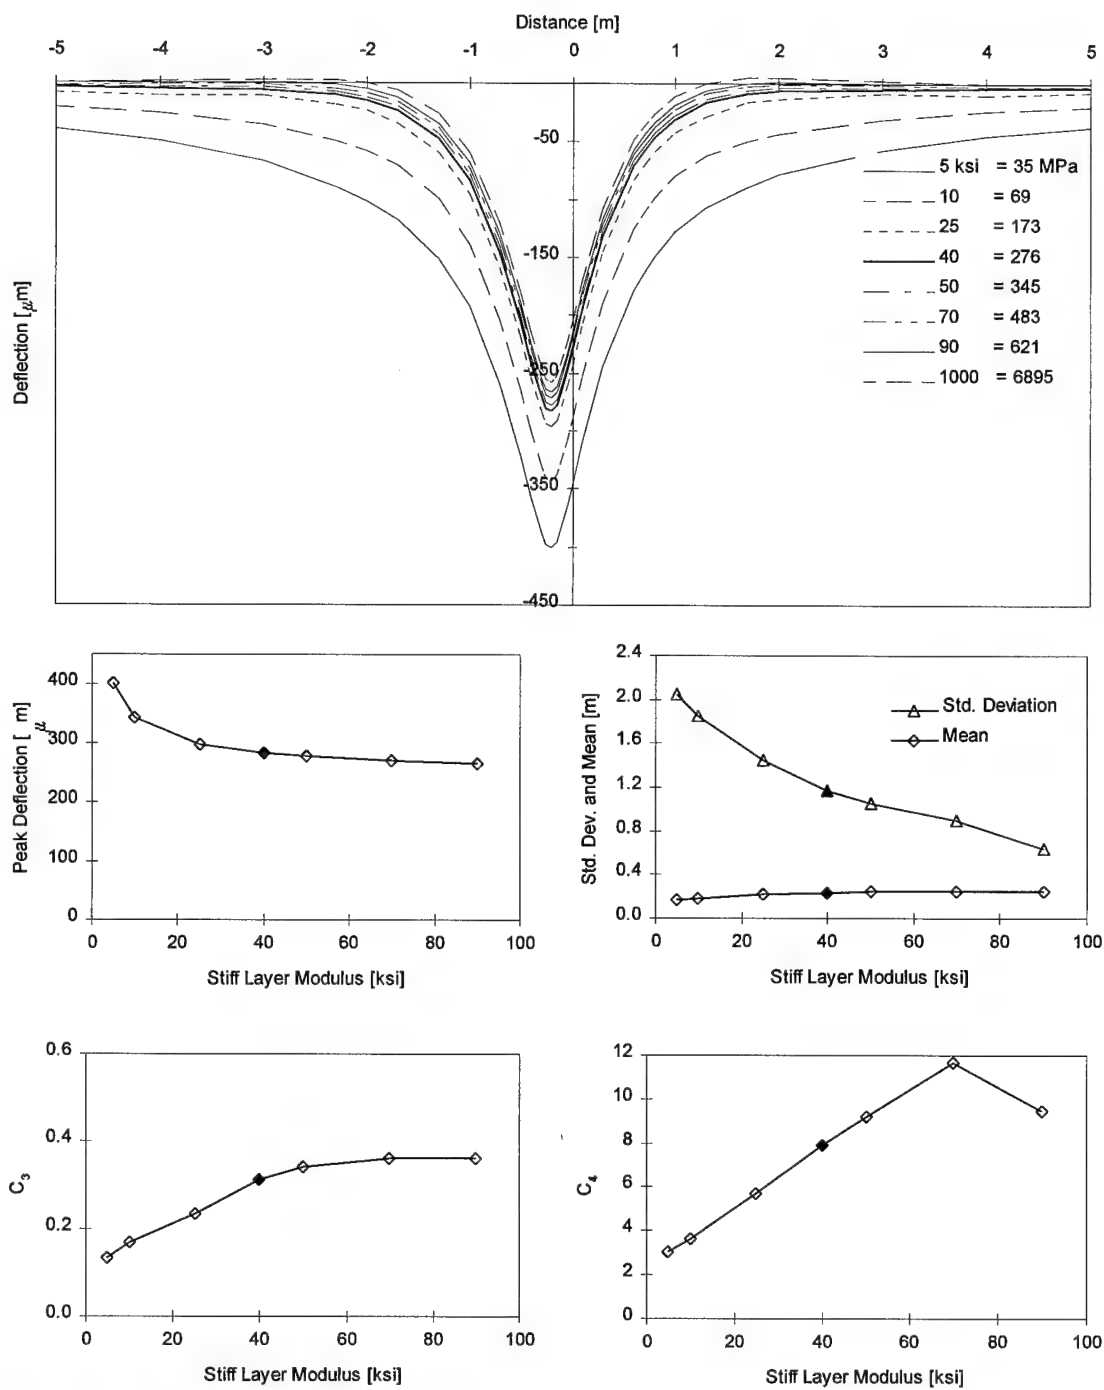 Distance [m]
-5 -4 -3 -2 -1 0 1 2 3 4 5
Deflection [μm]
-50
-150
-250
-350
-450
5 ksi = 35 MPa
10 = 69
25 = 173
40 = 276
50 = 345
70 = 483
90 = 621
1000 = 6895
Peak Deflection [ m]
μ
400
300
200
100
0
0 20 40 60 80 100
Stiff Layer Modulus [ksi]
Std. Dev. and Mean [m]
2.4
2.0
1.6
1.2
0.8
0.4
0.0
Std. Deviation
Mean
0 20 40 60 80 100
Stiff Layer Modulus [ksi]
C3
0.6
0.4
0.2
0.0
0 20 40 60 80 100
Stiff Layer Modulus [ksi]
C4
12
10
8
6
4
2
0
0 20 40 60 80 100
Stiff Layer Modulus [ksi]